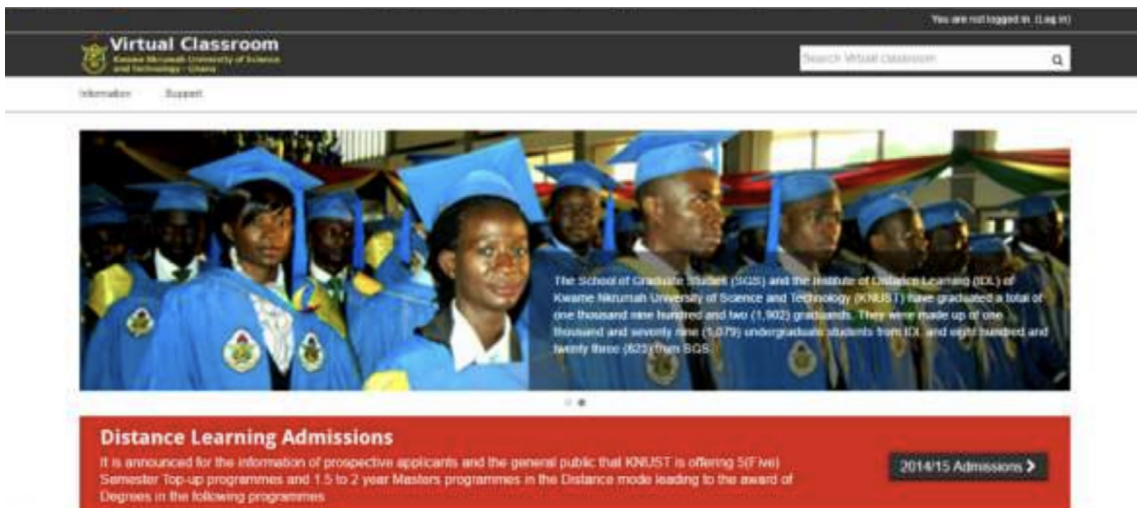 You are not logged in. (Log in)
Virtual Classroom
Kwame Nkrumah University of Science
and Technology - Ghana
Search Virtual classroom
Information Support
The School of Graduate Studies (SGS) and the Institute of Distance Learning (IDL) of
Kwame Nkrumah University of Science and Technology (KNUST) have graduated a total of
one thousand nine hundred and two (1,902) graduands. They were made up of one
thousand and seventy nine (1,079) undergraduate students from IDL and eight hundred and
twenty three (823) from SGS.
Distance Learning Admissions
It is announced for the information of prospective applicants and the general public that KNUST is offering 5(Five)
Semester Top-up programmes and 1.5 to 2 year Masters programmes in the Distance mode leading to the award of
Degrees in the following programmes
2014/15 Admissions